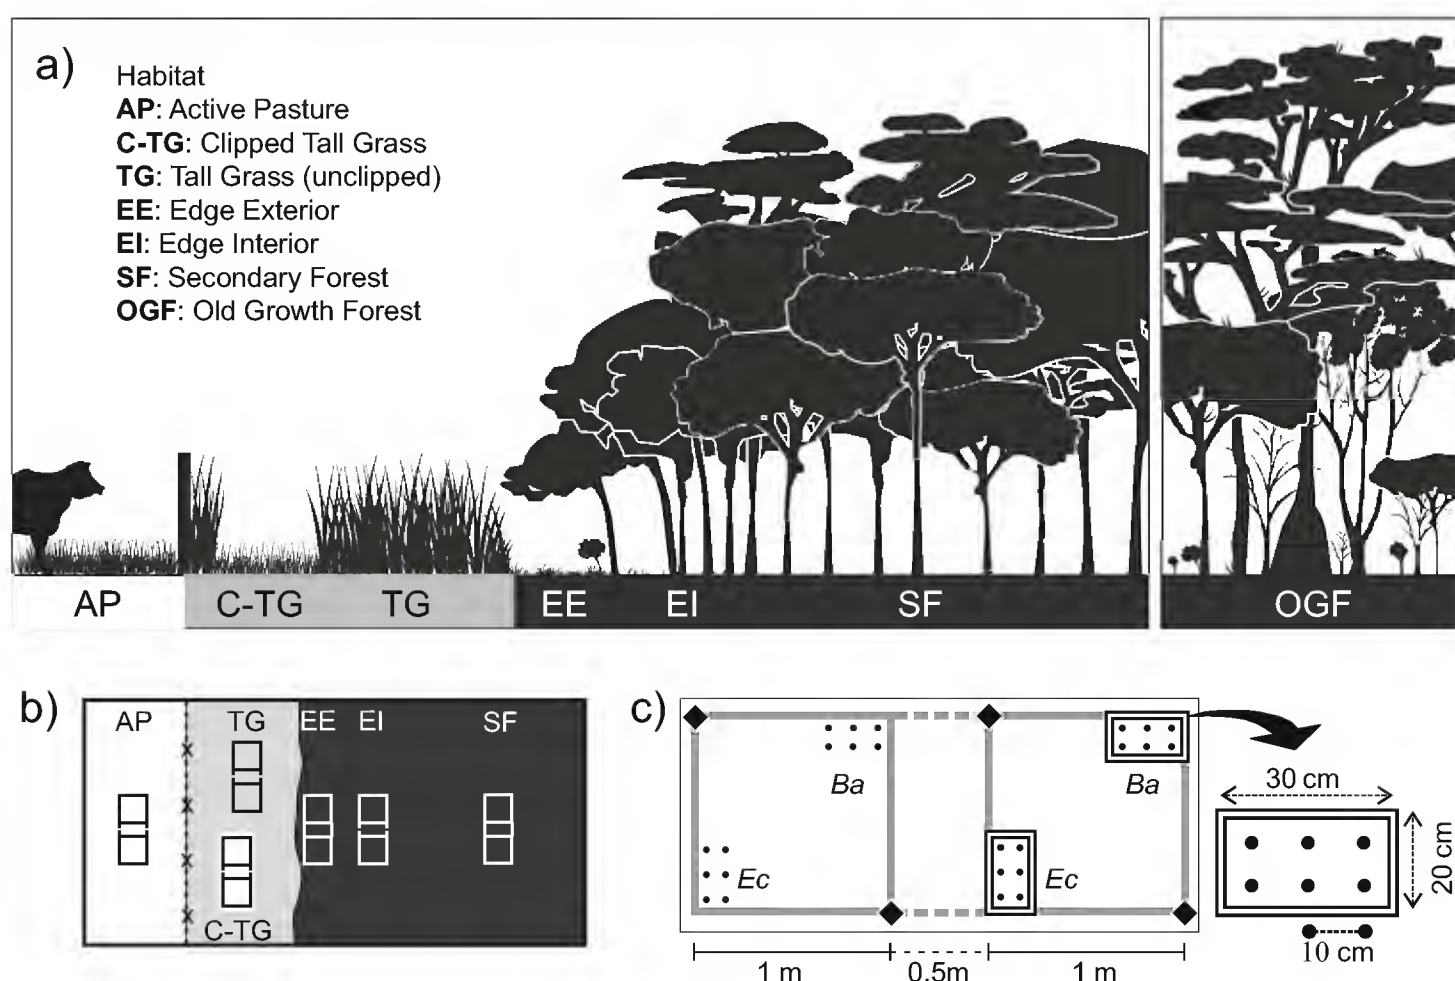 a)
Habitat
AP: Active Pasture
C-TG: Clipped Tall Grass
TG: Tall Grass (unclipped)
EE: Edge Exterior
EI: Edge Interior
SF: Secondary Forest
OGF: Old Growth Forest
AP C-TG TG EE EI SF OGF
b)
AP TG EE EI SF
C-TG
c)
Ba Ba
Ec Ec
1 m 0.5m 1 m
30 cm
20 cm
10 cm